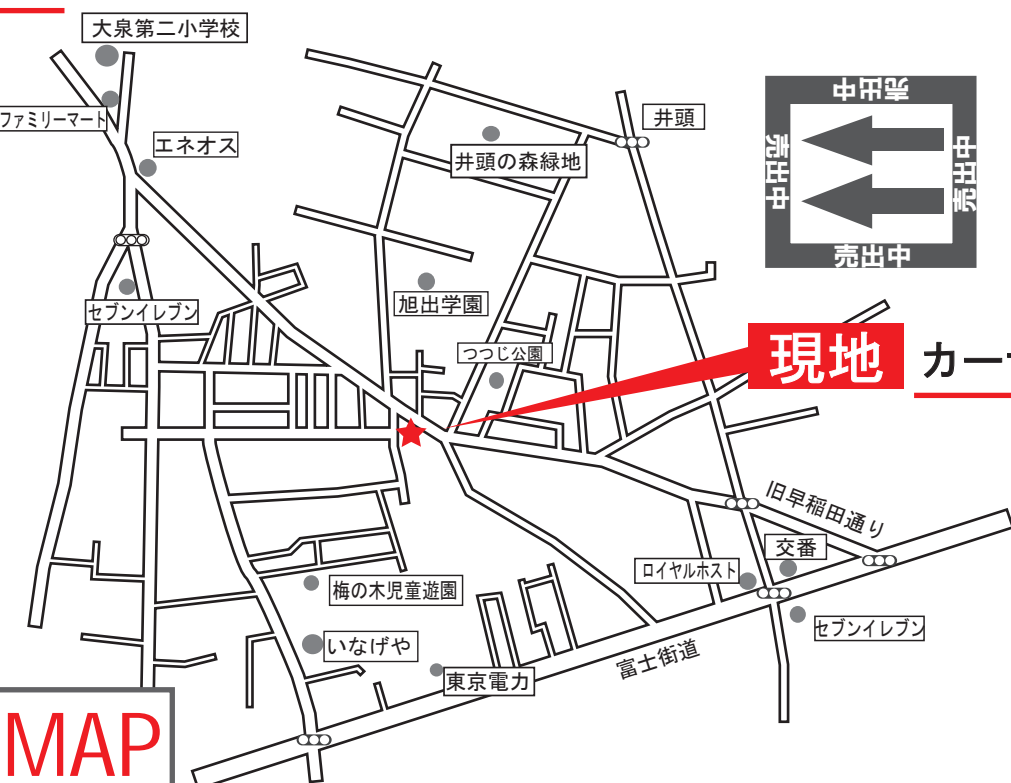 大泉第二小学校
ファミリーマート
エネオス
井頭
井頭の森緑地
売出中
売出中
売出中
売出中
セブンイレブン
旭出学園
つつじ公園
現地
カー
旧早稲田通り
交番
ロイヤルホスト
梅の木児童遊園
セブンイレブン
いなげや
富士街道
東京電力
MAP